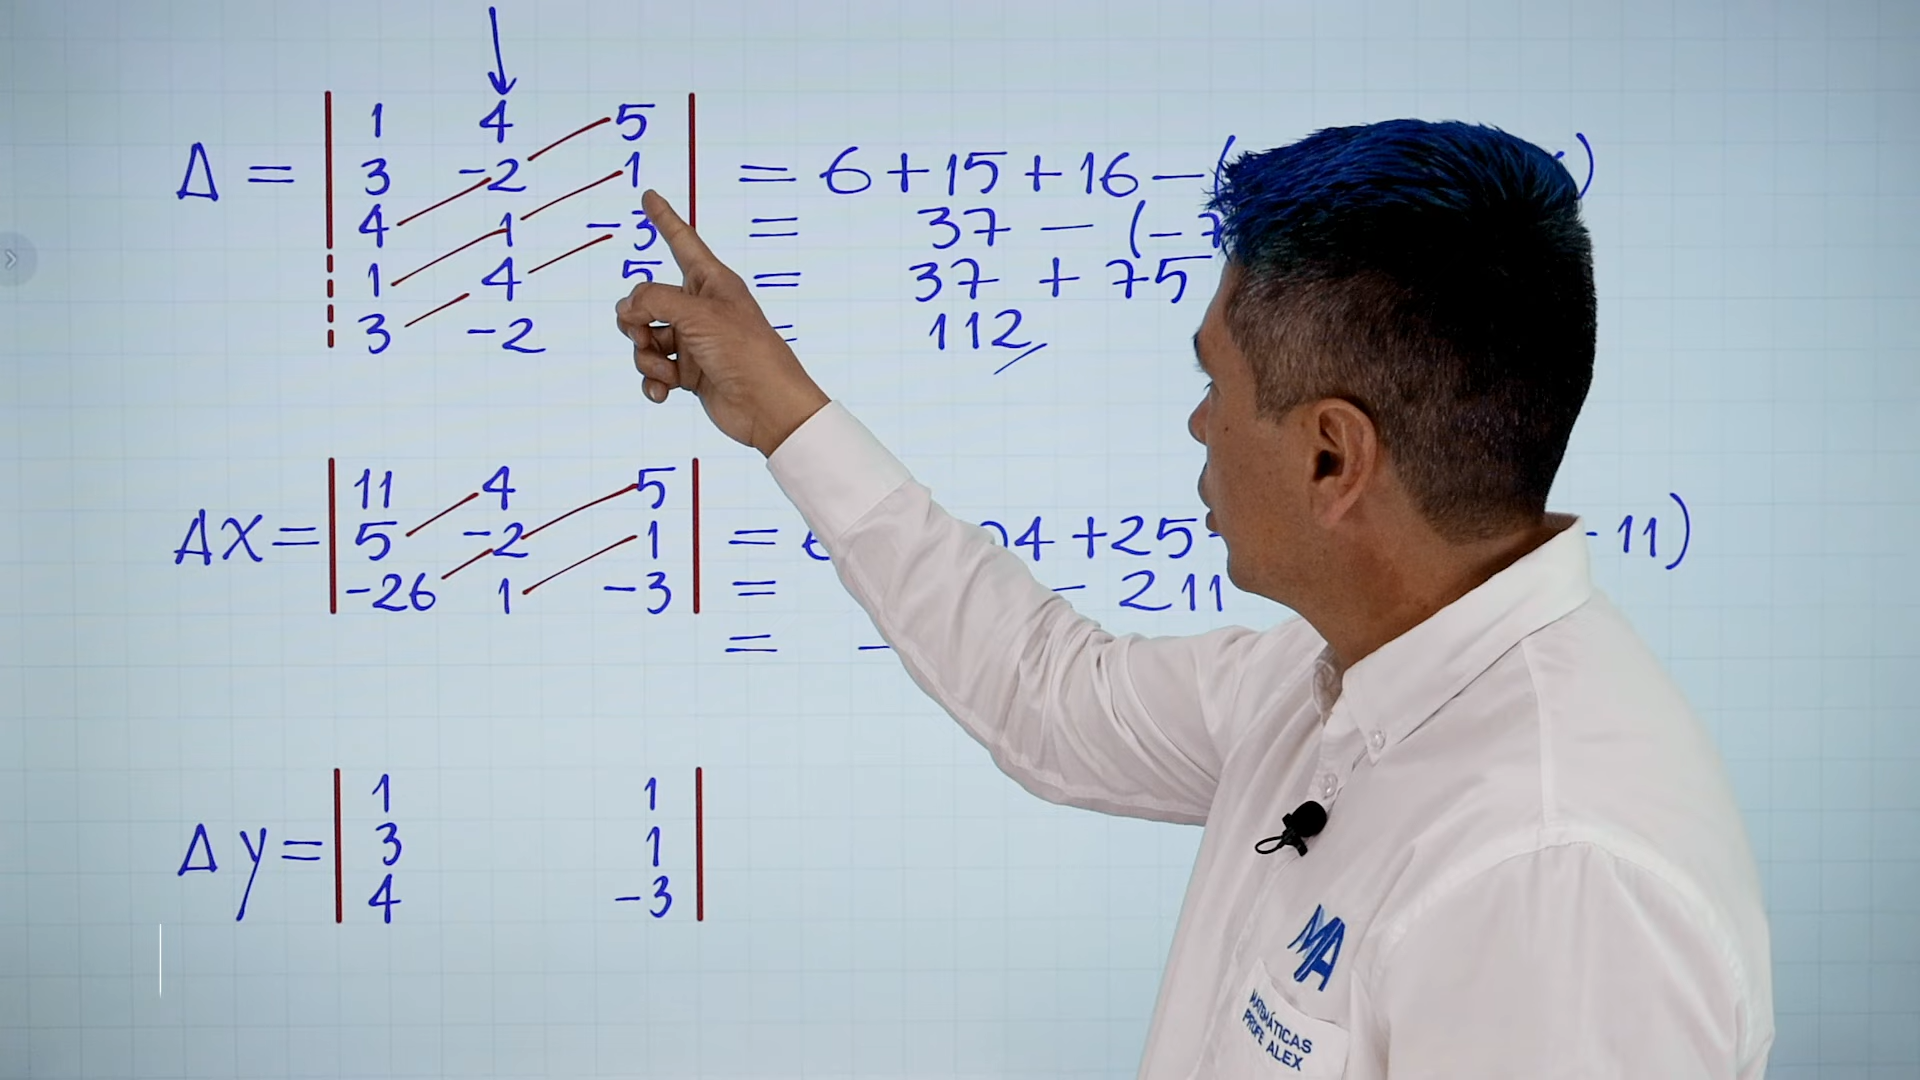 Δ = | 1 4 5 |
| 3 -2 1 | = 6 + 15 + 16 - ( )
| 4 1 -3 | = 37 - (-7
1 4 5 = 37 + 75
3 -2 = 112
ΔX = | 11 4 5 |
| 5 -2 1 | = 04 + 25 - 11)
| -26 1 -3 | = - 211
= -
Δy = | 1 1 |
| 3 1 |
| 4 -3 |
MA
MATEMÁTICAS
PROFE ALEX